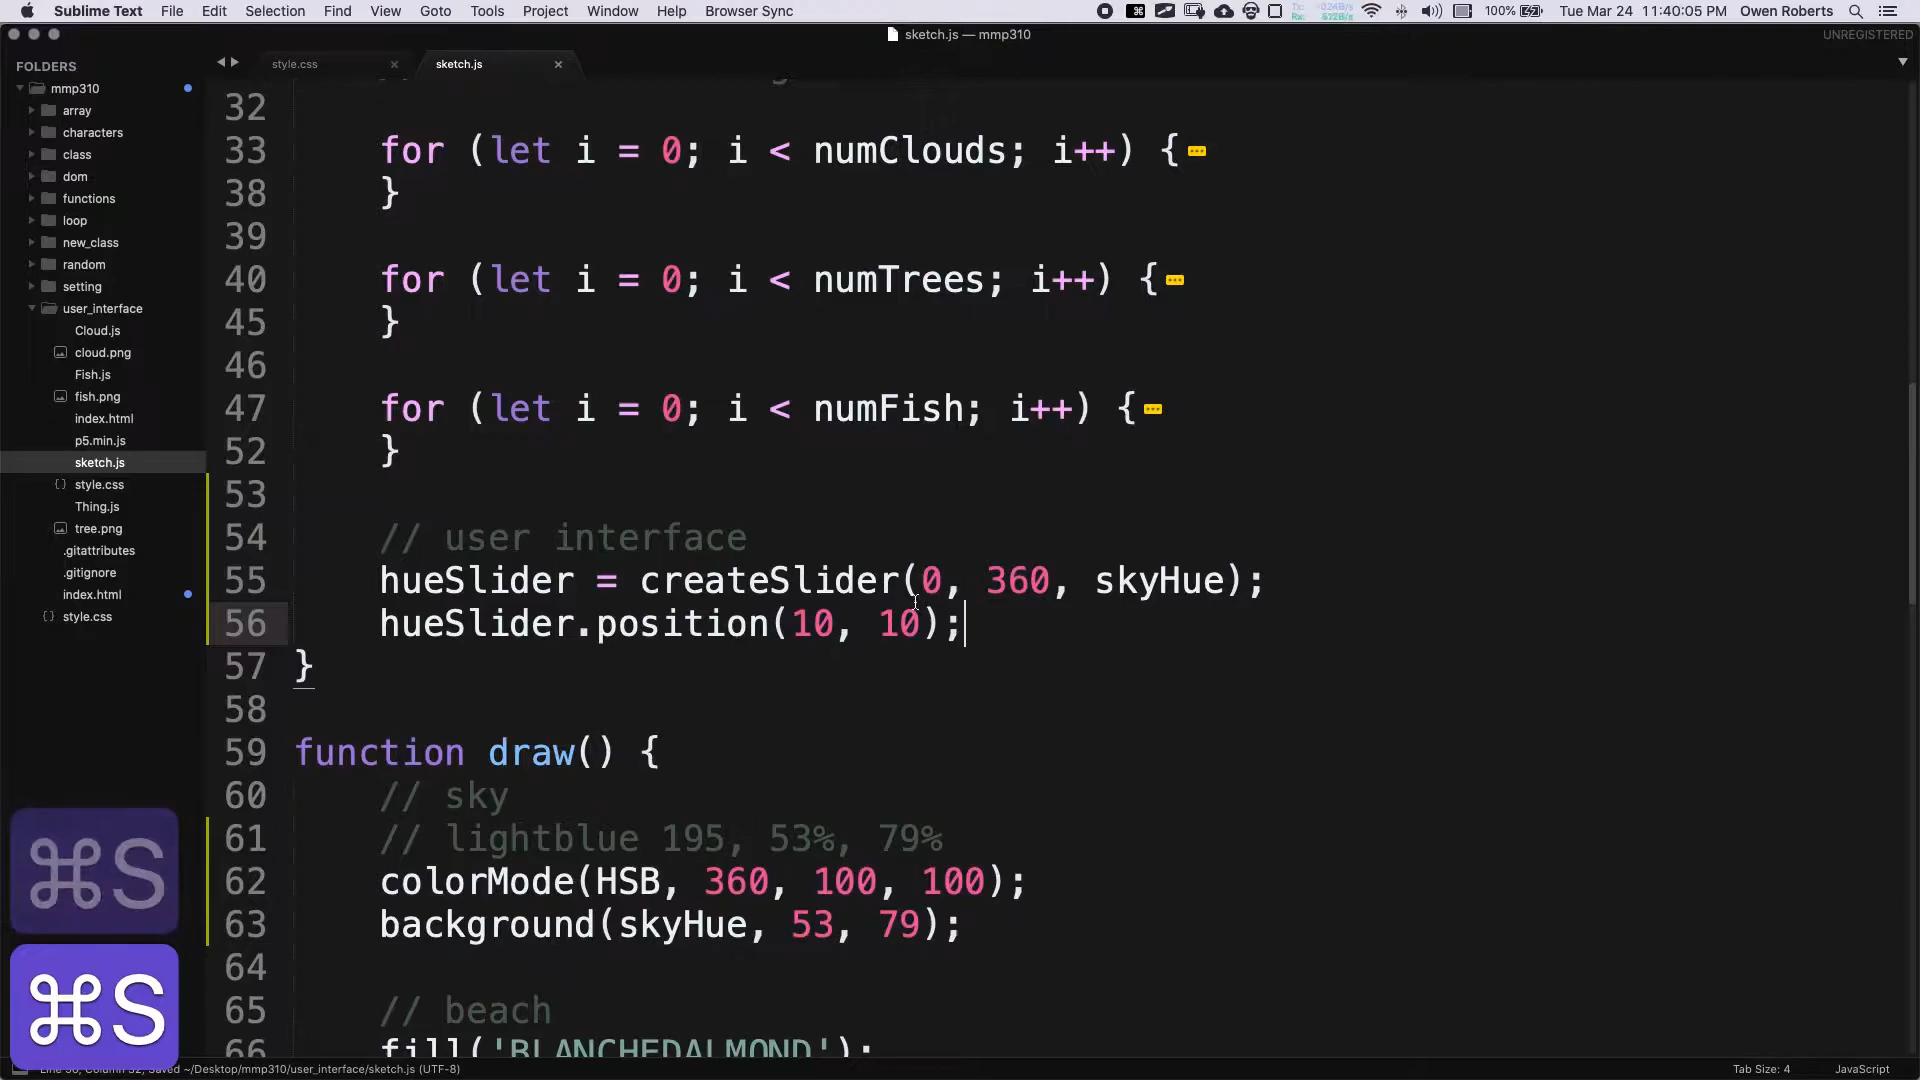 Sublime Text File Edit Selection Find View Goto Tools Project Window Help Browse Sync 100% Tue Mar 24 11:40:05 PM Owen Roberts
sketch.js — mmp310
UNREGISTERED
FOLDERS
mmp310
array
characters
class
dom
functions
loop
new_class
random
setting
user_interface
Cloud.js
cloud.png
Fish.js
fish.png
index.html
p5.min.js
sketch.js
style.css
Thing.js
tree.png
.gitattributes
.gitignore
index.html
style.css
style.css
sketch.js
32
33 for (let i = 0; i < numClouds; i++) {
38 }
39
40 for (let i = 0; i < numTrees; i++) {
45 }
46
47 for (let i = 0; i < numFish; i++) {
52 }
53
54 // user interface
55 hueSlider = createSlider(0, 360, skyHue);
56 hueSlider.position(10, 10);
57 }
58
59 function draw() {
60 // sky
61 // lightblue 195, 53%, 79%
62 colorMode(HSB, 360, 100, 100);
63 background(skyHue, 53, 79);
64
65 // beach
66 fill('BLANCHEDALMOND');
⌘S
⌘S
Saved ~/Desktop/mmp310/user_interface/sketch.js (UTF-8)
Tab Size: 4
JavaScript